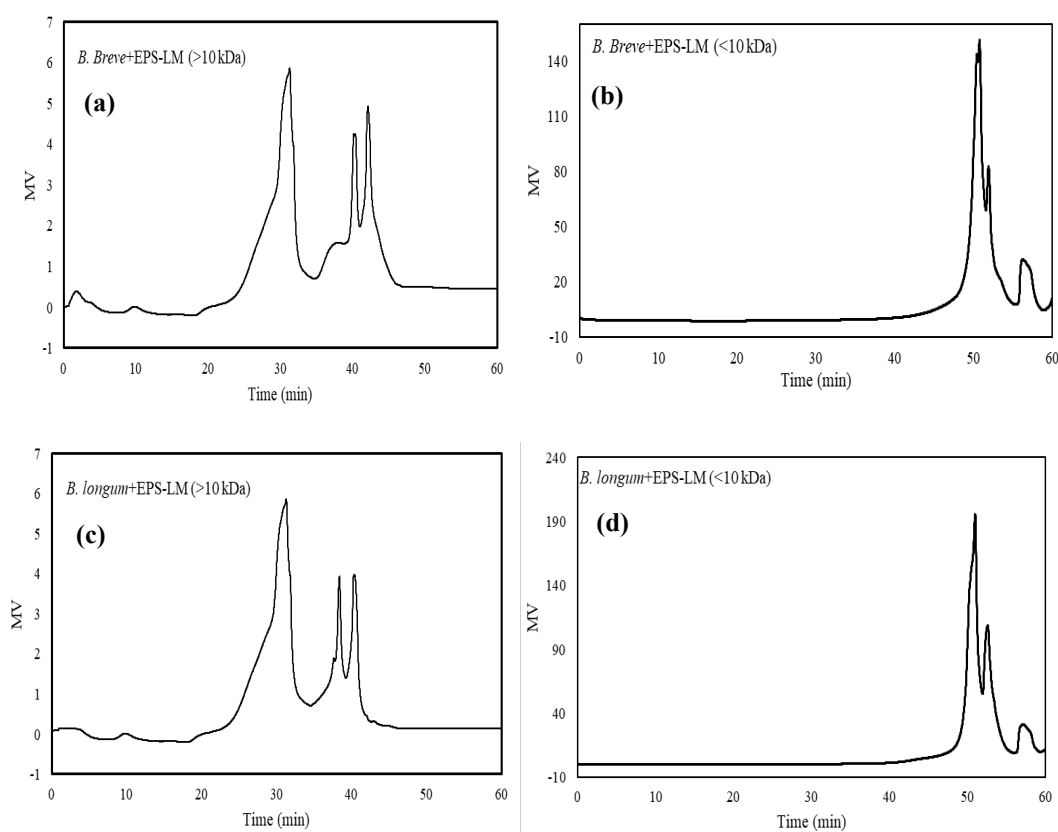 7
6
5
4
3
2
1
0
-1
MV
B. Breve+EPS-LM (>10 kDa)
(a)
0 10 20 30 40 50 60
Time (min)
140
110
80
50
20
-10
MV
B. Breve+EPS-LM (<10 kDa)
(b)
0 10 20 30 40 50 60
Time (min)
7
6
5
4
3
2
1
0
-1
MV
B. longum+EPS-LM (>10 kDa)
(c)
0 10 20 30 40 50 60
Time (min)
240
190
140
90
40
-10
MV
B. longum+EPS-LM (<10 kDa)
(d)
0 10 20 30 40 50 60
Time (min)